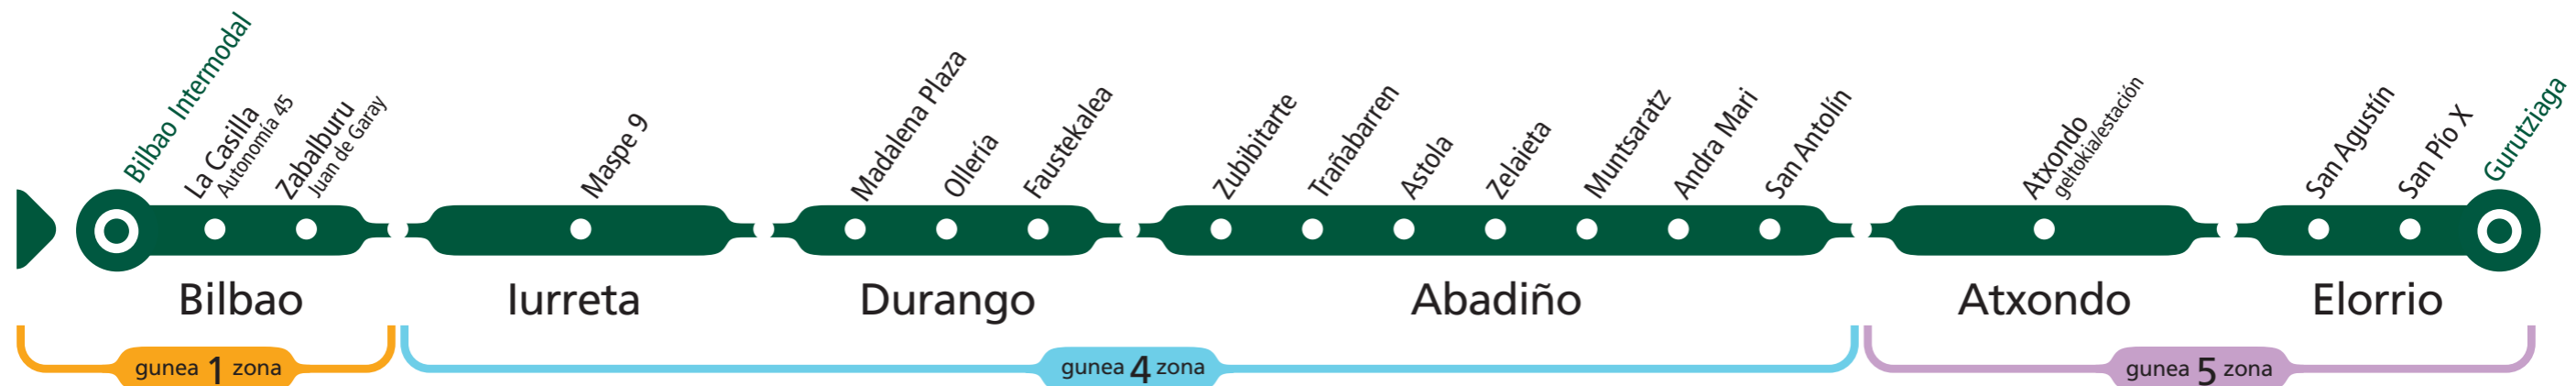 Bilbao Intermodal
La Casilla
Autonomía 45
Zabalburu
Juan de Garay
Maspe 9
Madalena Plaza
Ollería
Faustekalea
Zubibitarte
Trañabarren
Astola
Zelaieta
Muntsaratz
Andra Mari
San Antolín
Atxondo
geltokia/estación
San Agustín
San Pío X
Gurutziaga
Bilbao
Iurreta
Durango
Abadiño
Atxondo
Elorrio
gunea 1 zona
gunea 4 zona
gunea 5 zona